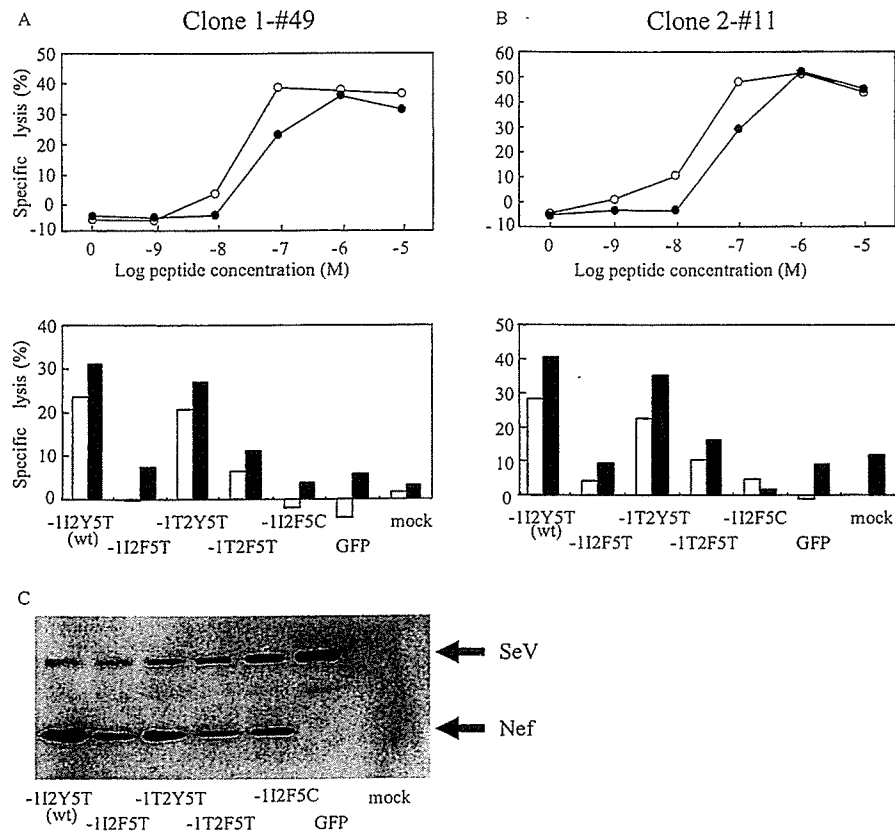 A
Clone 1-#49
B
Clone 2-#11
Specific lysis (%)
50
40
30
20
10
0
-10
0
-9
-8
-7
-6
-5
Log peptide concentration (M)
60
50
40
30
20
10
0
-10
0
-9
-8
-7
-6
-5
Log peptide concentration (M)
Specific lysis (%)
40
30
20
10
0
-1I2Y5T
(wt)
-1I2F5T
-1T2Y5T
-1T2F5T
-1I2F5C
GFP
mock
50
40
30
20
10
0
-1I2Y5T
(wt)
-1I2F5T
-1T2Y5T
-1T2F5T
-1I2F5C
GFP
mock
C
SeV
Nef
-1I2Y5T
(wt)
-1I2F5T
-1T2Y5T
-1T2F5T
-1I2F5C
GFP
mock